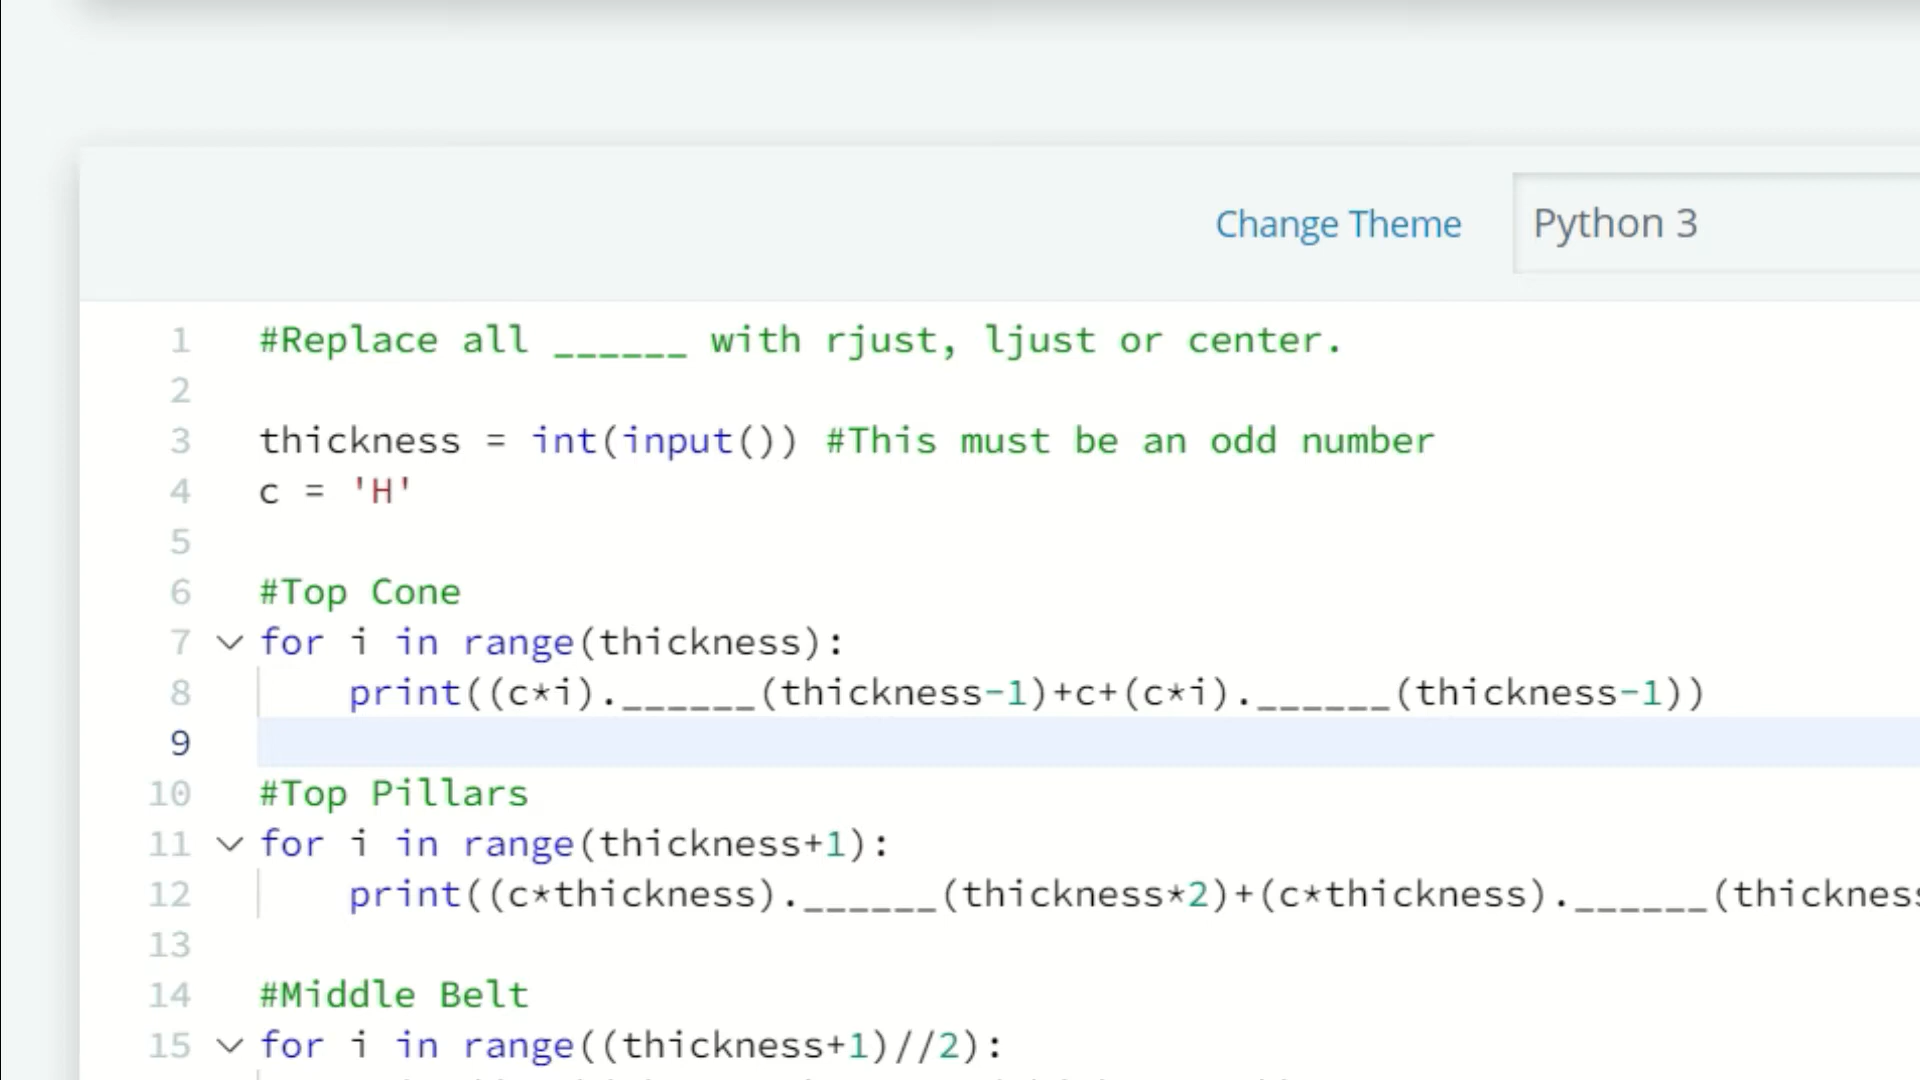 Change Theme Python 3
1 #Replace all ______ with rjust, ljust or center.
2
3 thickness = int(input()) #This must be an odd number
4 c = 'H'
5
6 #Top Cone
7 for i in range(thickness):
8     print((c*i).______(thickness-1)+c+(c*i).______(thickness-1))
9
10 #Top Pillars
11 for i in range(thickness+1):
12     print((c*thickness).______(thickness*2)+(c*thickness).______(thickness
13
14 #Middle Belt
15 for i in range((thickness+1)//2):